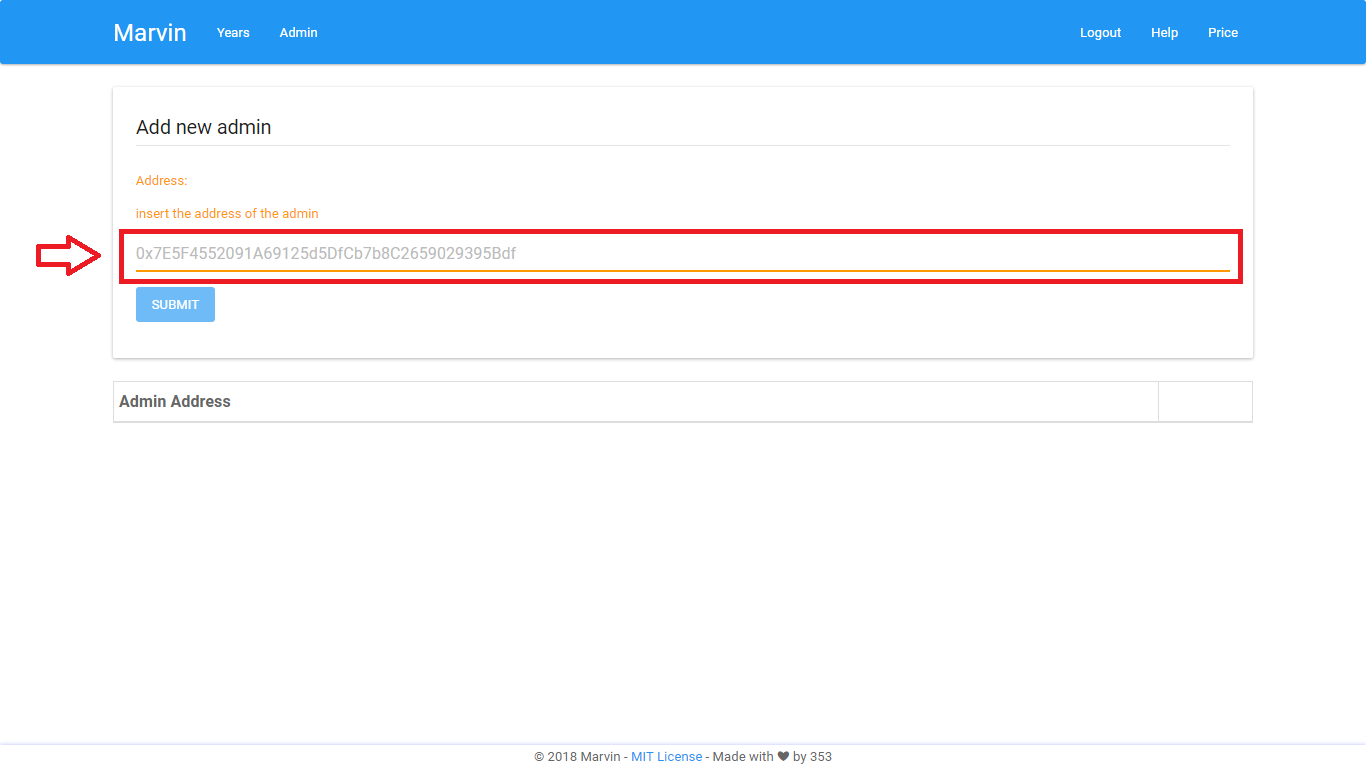 Marvin Years Admin Logout Help Price
Add new admin
Address:
insert the address of the admin
0x7E5F4552091A69125d5DfCb7b8C2659029395Bdf
SUBMIT
Admin Address
© 2018 Marvin - MIT License - Made with ❤ by 353